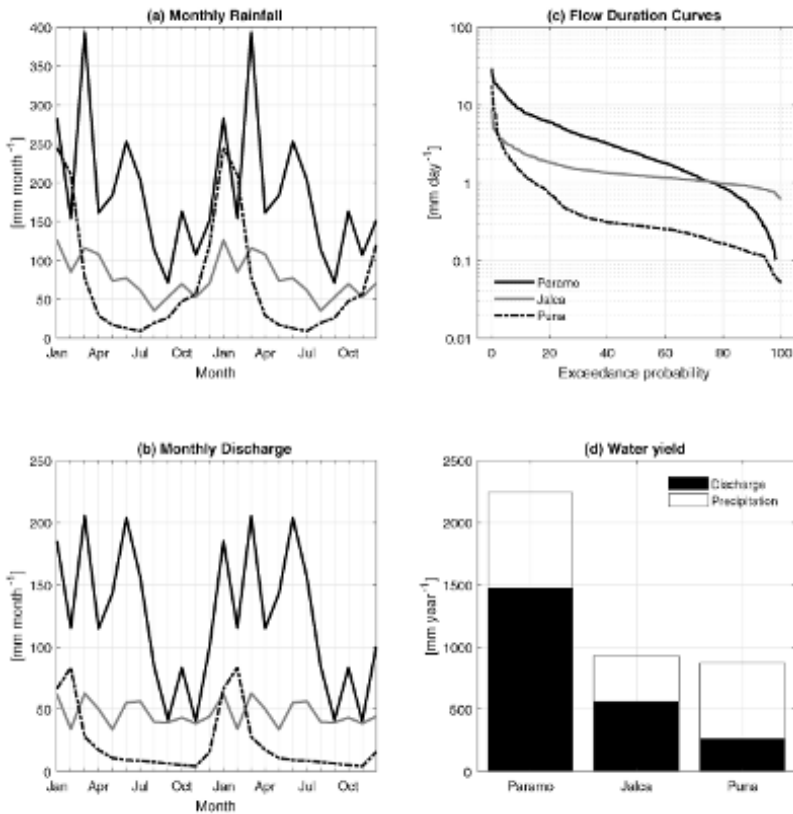 (a) Monthly Rainfall
400
350
300
250
200
150
100
50
0
[mm month⁻¹]
Jan Apr Jul Oct Jan Apr Jul Oct
Month
(c) Flow Duration Curves
100
10
1
0.1
0.01
[mm day⁻¹]
Paramo
Jalca
Puna
0 20 40 60 80 100
Exceedance probability
(b) Monthly Discharge
250
200
150
100
50
0
[mm month⁻¹]
Jan Apr Jul Oct Jan Apr Jul Oct
Month
(d) Water yield
2500
2000
1500
1000
500
0
[mm yaar⁻¹]
Discharge
Precipitation
Paramo Jalca Puna